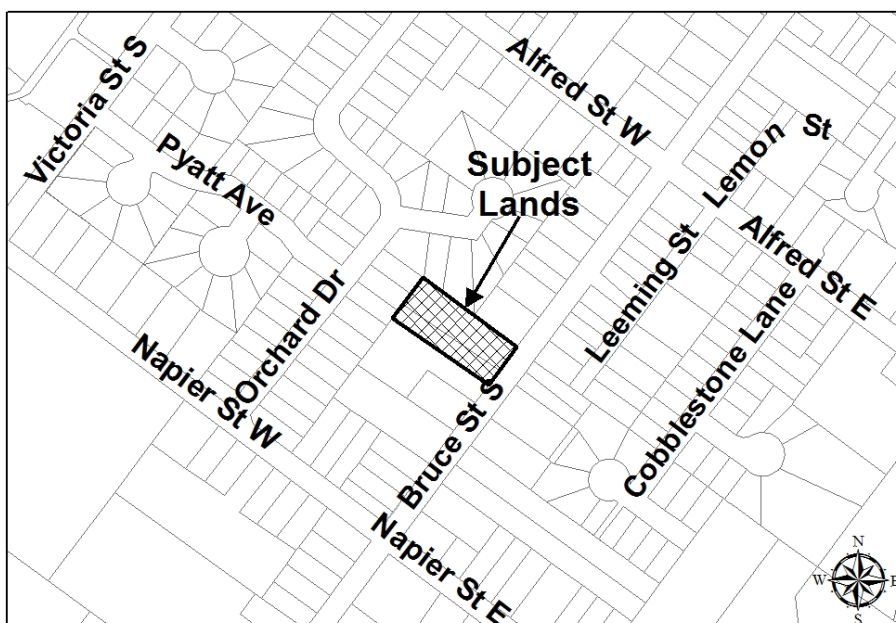 Alfred St W
Victoria St S
Pyatt Ave
Subject
Lands
Lemon St
Alfred St E
Leeming St
Orchard Dr
Cobblestone Lane
Napier St W
Bruce St S
Napier St E
N
W
E
S